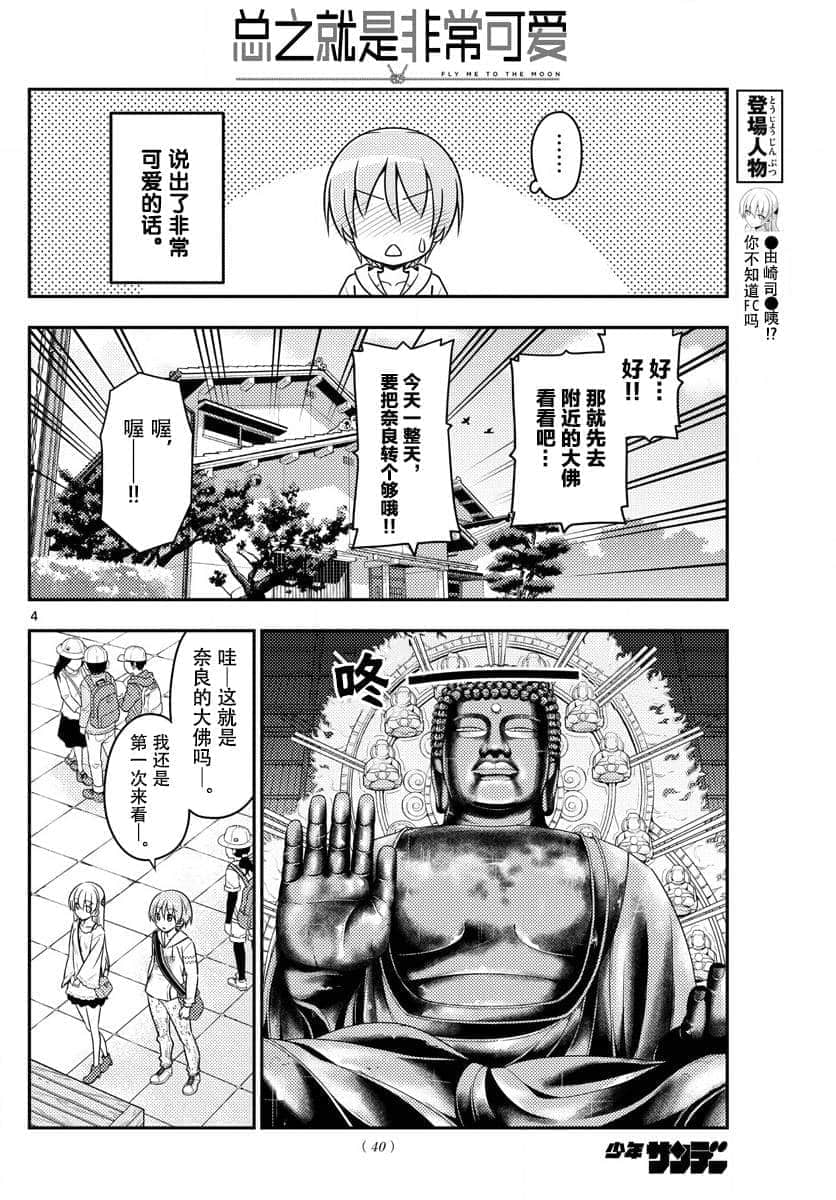 总之就是非常可爱
FLY ME TO THE MOON
登場人物
とうじょうじんぶつ
●由崎司●咦!?
你不知道FC吗
……
说出了非常
可爱的话。
好…
好!!
那就先去
附近的大佛
看看吧…
今天一整天，
要把奈良转个够哦!!
喔，
喔——!!
4
咚——
哇—这就是
奈良的大佛吗—。
我还是
第一次来看—。
(40)
少年サンデー